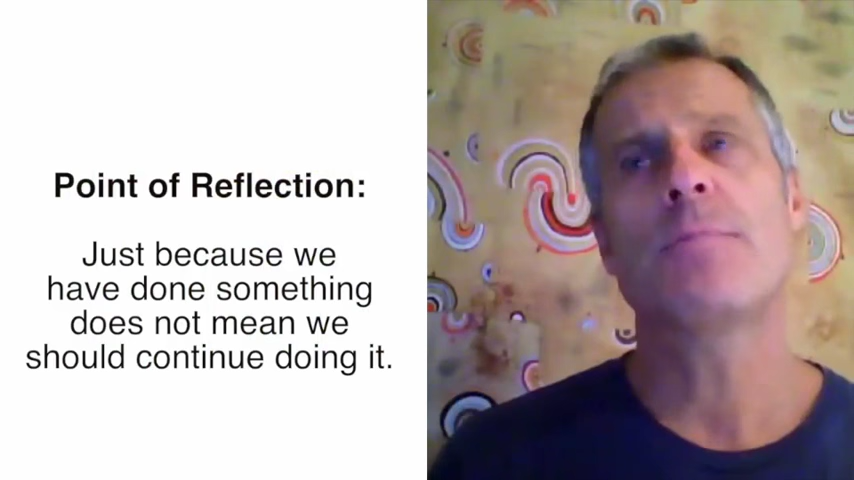 Point of Reflection:
Just because we
have done something
does not mean we
should continue doing it.